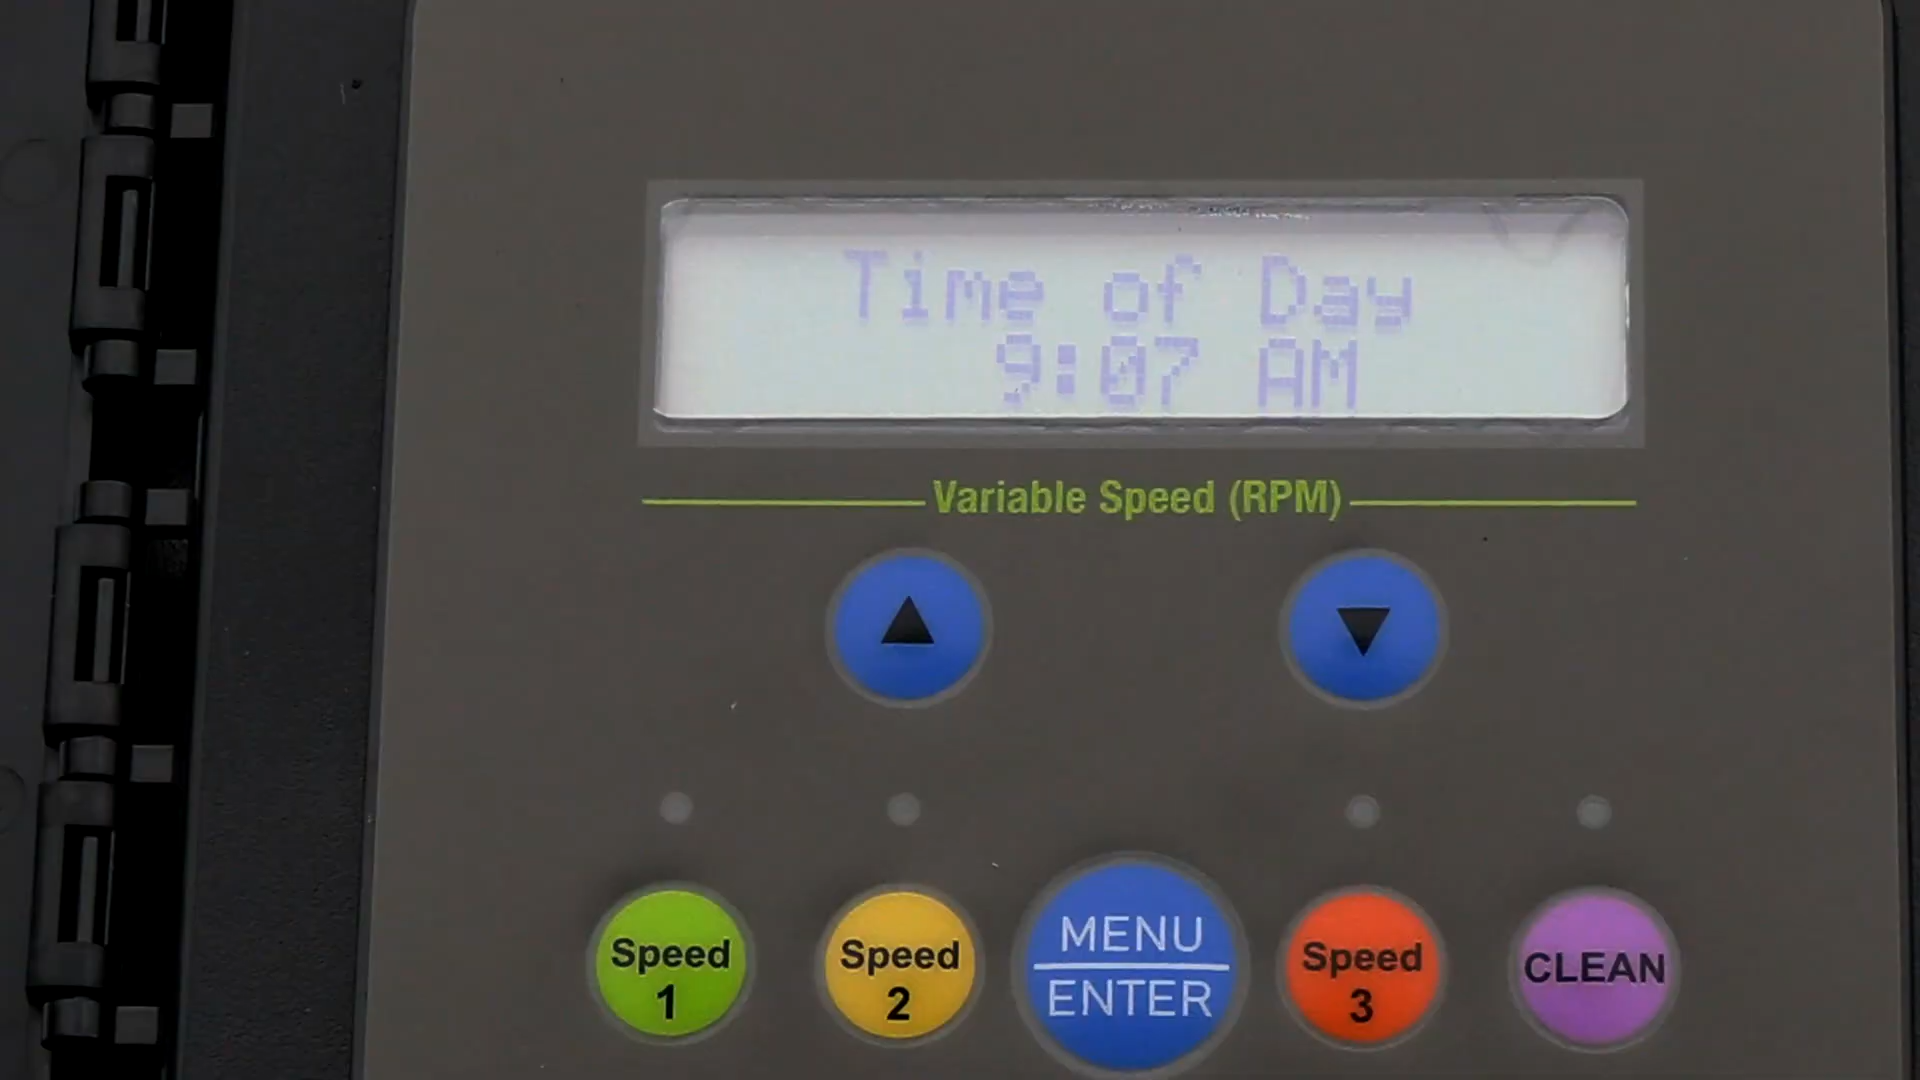 Time of Day
9:07 AM
Variable Speed (RPM)
Speed
1
Speed
2
MENU
ENTER
Speed
3
CLEAN